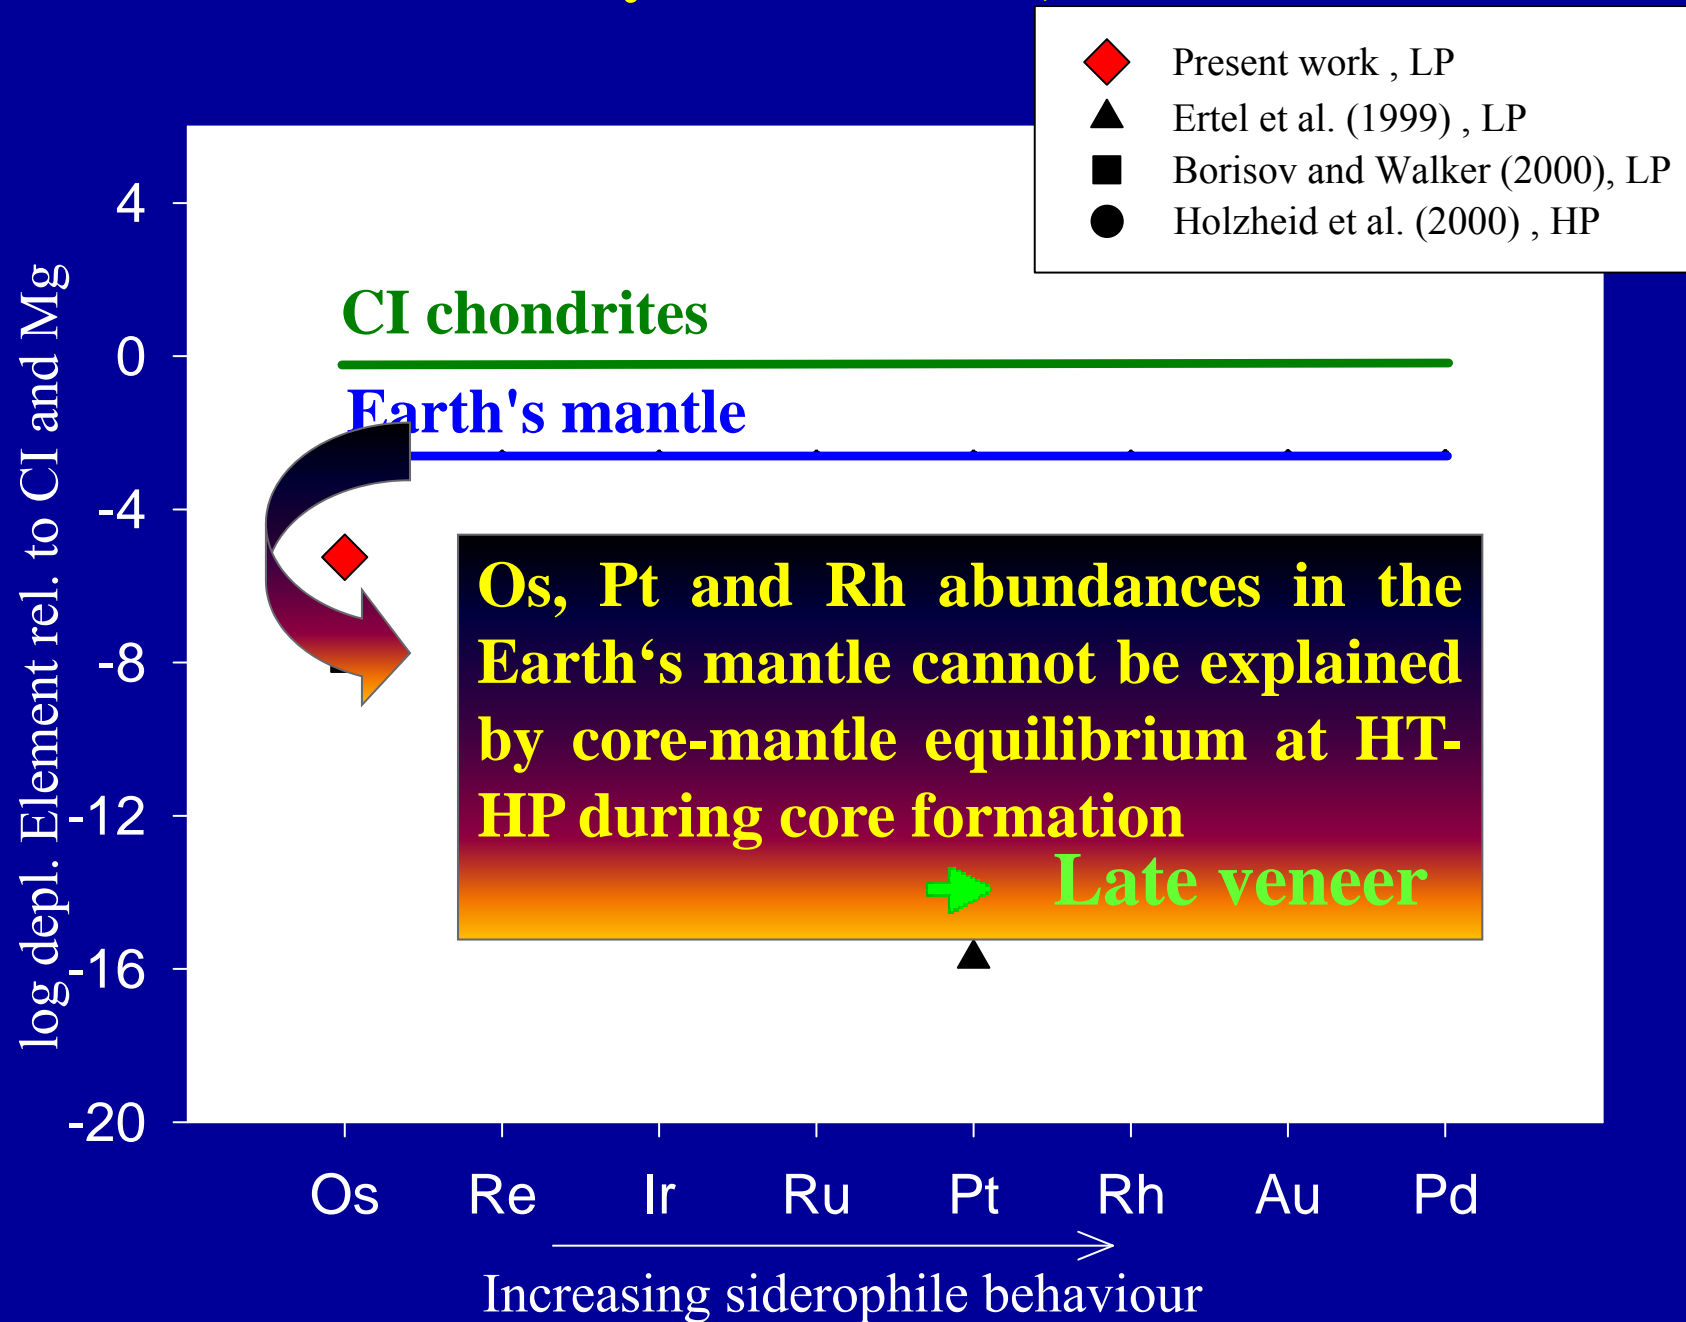 Present work , LP
Ertel et al. (1999) , LP
Borisov and Walker (2000), LP
Holzheid et al. (2000) , HP
log depl. Element rel. to CI and Mg
4
0
-4
-8
-12
-16
-20
CI chondrites
Earth's mantle
Os, Pt and Rh abundances in the
Earth‘s mantle cannot be explained
by core-mantle equilibrium at HT-
HP during core formation
Late veneer
Os Re Ir Ru Pt Rh Au Pd
Increasing siderophile behaviour